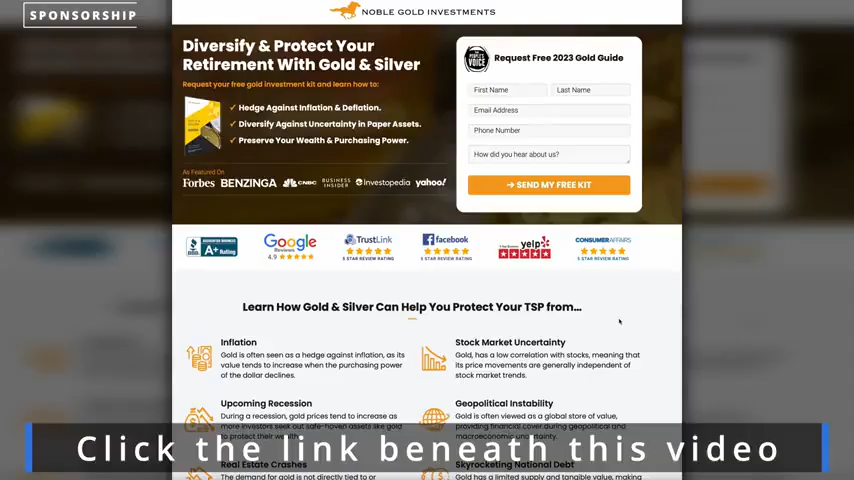 SPONSORSHIP
NOBLE GOLD INVESTMENTS
Diversify & Protect Your
Retirement With Gold & Silver
Request your free gold investment kit and learn how to:
✓ Hedge Against Inflation & Deflation.
✓ Diversify Against Uncertainty in Paper Assets.
✓ Preserve Your Wealth & Purchasing Power.
As Featured On
Forbes BENZINGA CNBC BUSINESS INSIDER Investopedia yahoo!
THE PEOPLE'S VOICE
Request Free 2023 Gold Guide
First Name Last Name
Email Address
Phone Number
How did you hear about us?
→ SEND MY FREE KIT
BBB A+ Rating
Google
Reviews
4.9
TrustLink
5 STAR REVIEW RATING
facebook
5 STAR REVIEW RATING
yelp
CONSUMERAFFAIRS
5 STAR REVIEW RATING
Learn How Gold & Silver Can Help You Protect Your TSP from...
Inflation
Gold is often seen as a hedge against inflation, as its
value tends to increase when the purchasing power
of the dollar declines.
Stock Market Uncertainty
Gold, has a low correlation with stocks, meaning that
its price movements are generally independent of
stock market trends.
Upcoming Recession
During a recession, gold prices tend to increase as
more investors seek out safe-haven assets like gold
to protect their wealth.
Geopolitical Instability
Gold is often viewed as a global store of value,
providing financial cover during geopolitical and
macroeconomic uncertainty.
Real Estate Crashes
The demand for gold is not directly tied to or
Skyrocketing National Debt
Gold has a limited supply and tangible value, making
Click the link beneath this video